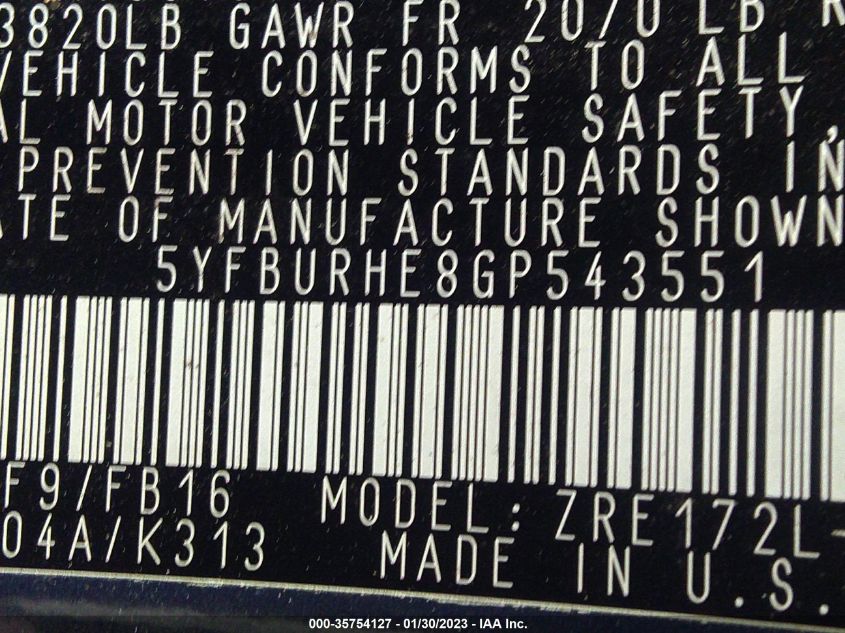 3820LB GAWR FR 2070 LB R
VEHICLE CONFORMS TO ALL
AL MOTOR VEHICLE SAFETY,
PREVENTION STANDARDS IN
ATE OF MANUFACTURE SHOWN
5YFBURHE8GP543551
F9/FB16 MODEL: ZRE172L-
04A/K313 MADE IN U.S.
000-35754127 - 01/30/2023 - IAA Inc.